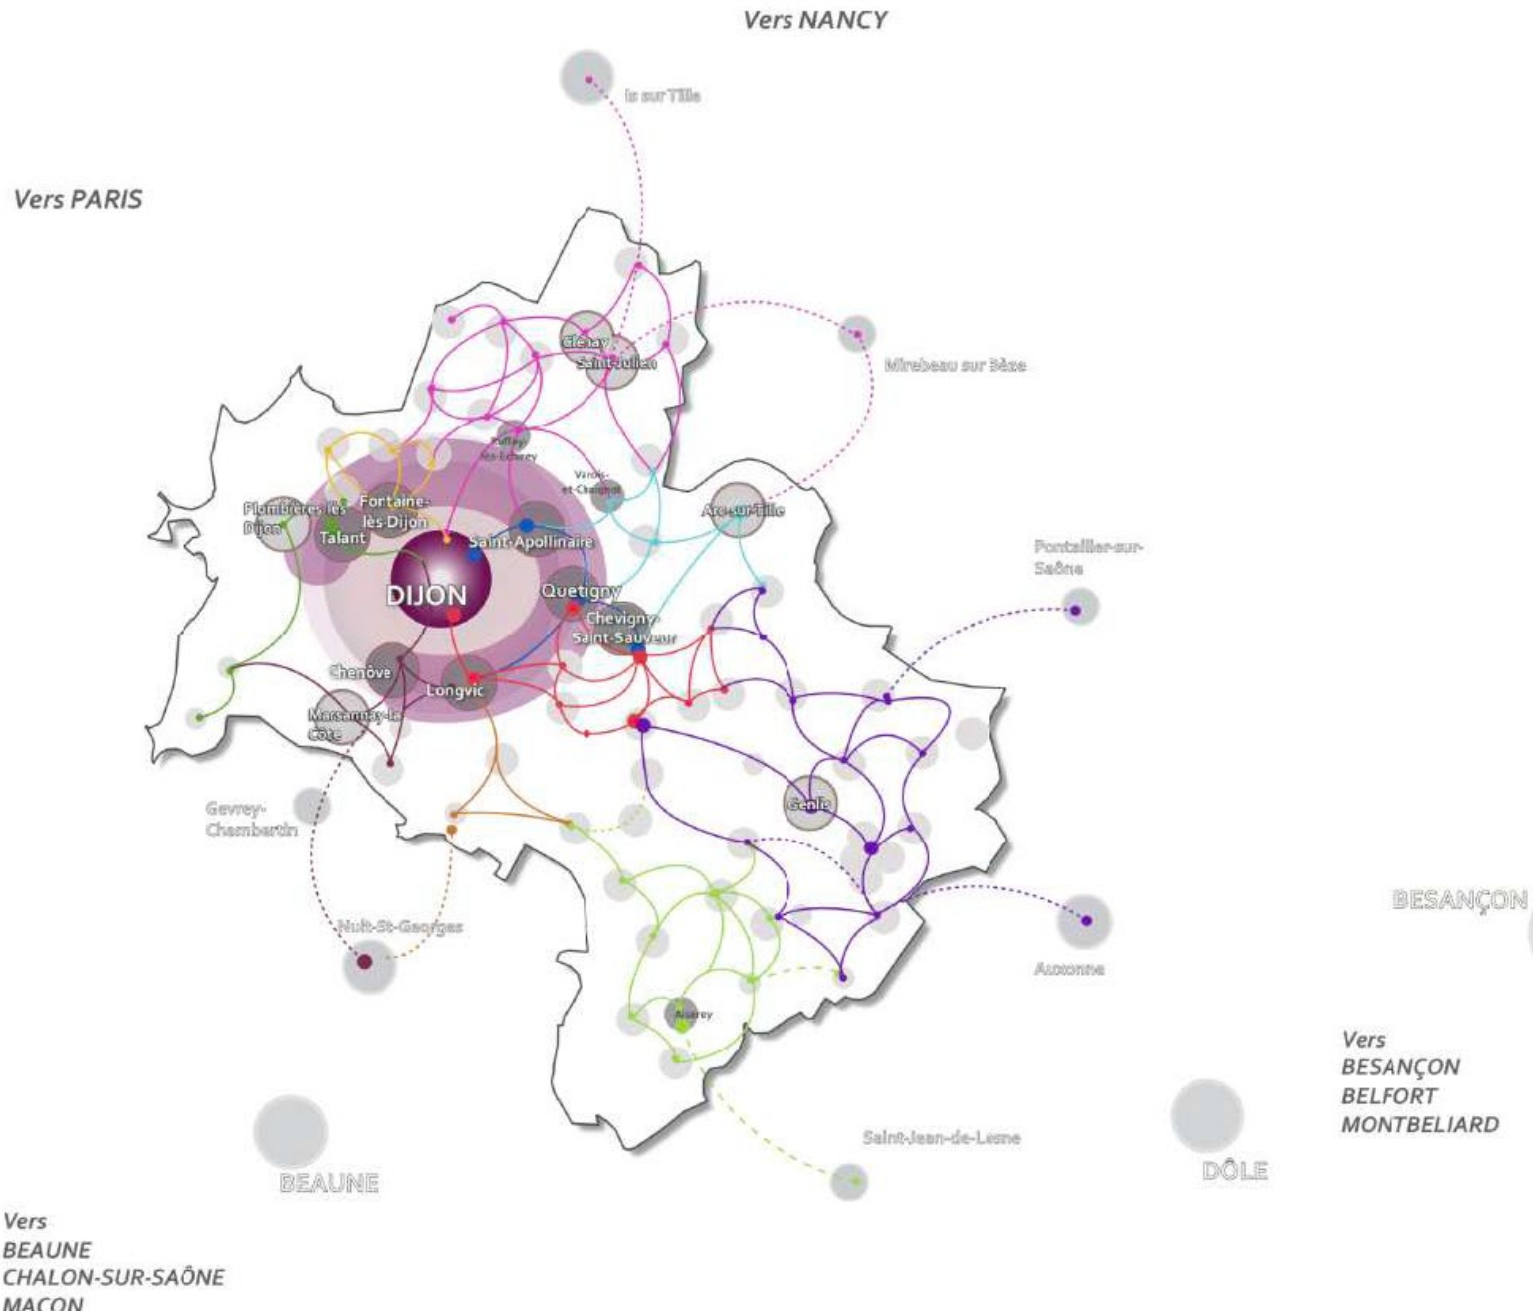 Vers NANCY
Is sur Tille
Vers PARIS
Clenay
Saint-Julien
Mirebeau sur Bèze
Ruffey-
lès-Echirey
Varois-
et-Chaignot
Plombières-les
Dijon
Fontaine-
lès-Dijon
Talant
Saint-Apollinaire
Arc-sur-Tille
Pontailler-sur-
Saône
DIJON
Quetigny
Chevigny-
Saint-Sauveur
Chenôve
Longvic
Marsannay-la
Côte
Genlis
Gevrey-
Chambertin
BESANÇON
Nuit-St-Georges
Auxonne
Aiserey
Vers
BESANÇON
BELFORT
MONTBELIARD
Saint-Jean-de-Losne
DÔLE
BEAUNE
Vers
BEAUNE
CHALON-SUR-SAÔNE
MACON